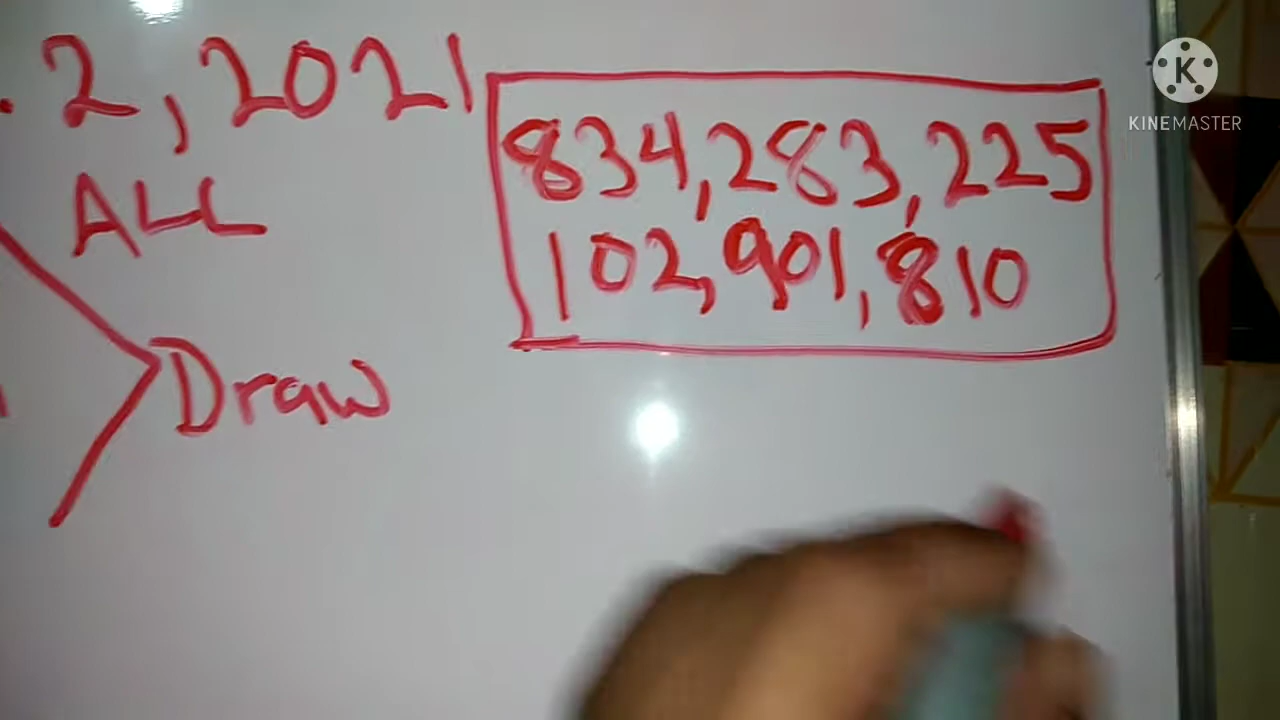 . 2, 2021
ALL
Draw
834, 283, 225
102, 901, 810
K
KINEMASTER